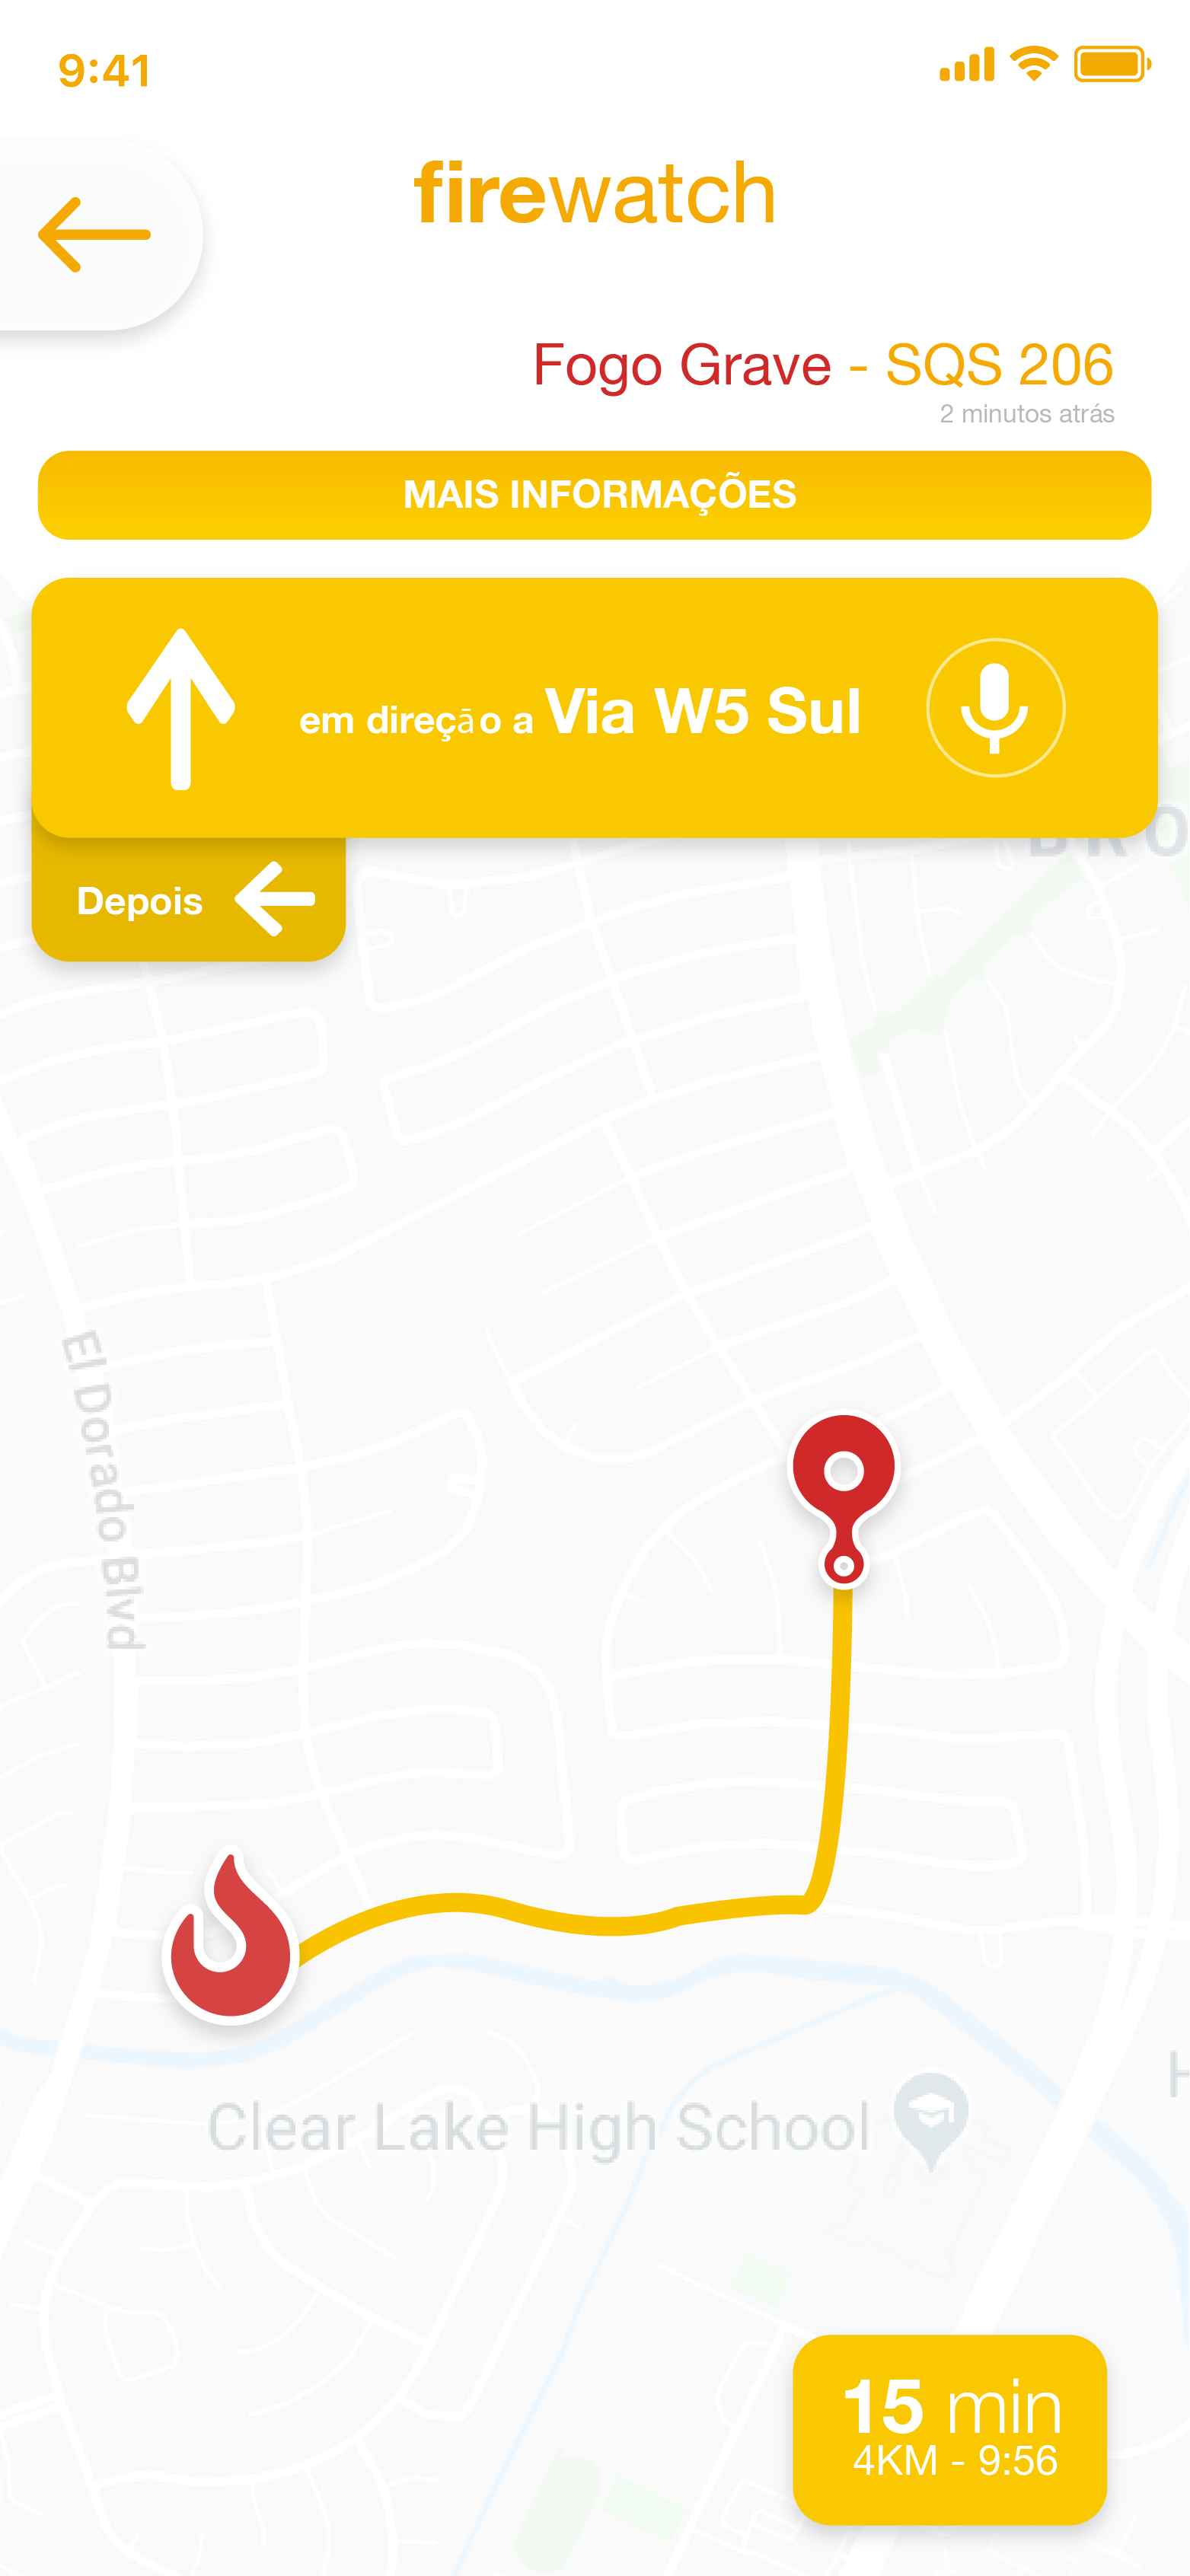 9:41
firewatch
Fogo Grave - SQS 206
2 minutos atrás
MAIS INFORMAÇÕES
em direçāo a Via W5 Sul
Depois
El Dorado Blvd
Clear Lake High School
15 min
4KM - 9:56